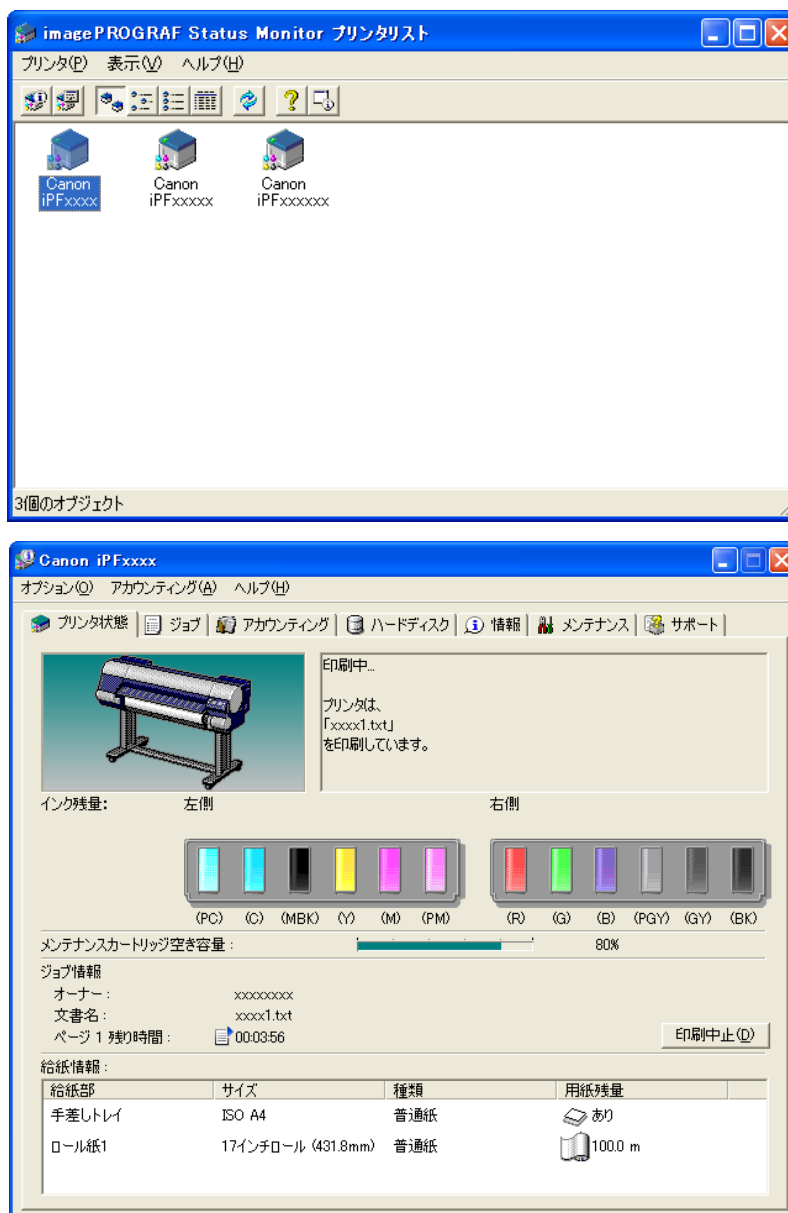 imagePROGRAF Status Monitor プリンタリスト
プリンタ(P) 表示(V) ヘルプ(H)
Canon iPFxxxx
Canon iPFxxxxx
Canon iPFxxxxxx
3個のオブジェクト
Canon iPFxxxx
オプション(O) アカウンティング(A) ヘルプ(H)
プリンタ状態 ジョブ アカウンティング ハードディスク 情報 メンテナンス サポート
印刷中...
プリンタは、
「xxxx1.txt」
を印刷しています。
インク残量: 左側 右側
(PC) (C) (MBK) (Y) (M) (PM) (R) (G) (B) (PGY) (GY) (BK)
メンテナンスカートリッジ空き容量 : 80%
ジョブ情報
オーナー : xxxxxxxx
文書名 : xxxx1.txt
ページ 1 残り時間 : 00:03:56 印刷中止(D)
給紙情報 :
給紙部 サイズ 種類 用紙残量
手差しトレイ ISO A4 普通紙 あり
ロール紙1 17インチロール (431.8mm) 普通紙 100.0 m